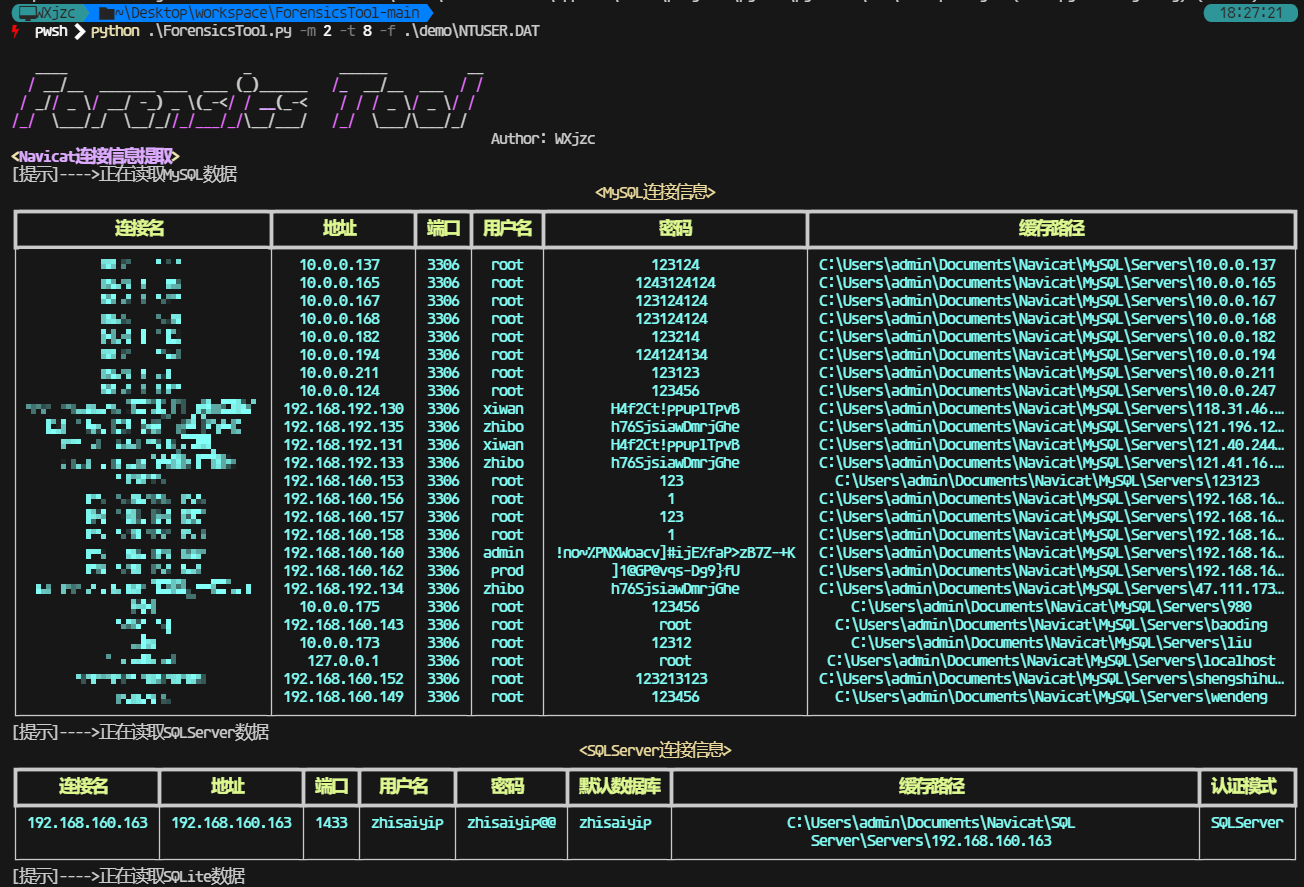 WXjzc ~\Desktop\workspace\ForensicsTool-main 18:27:21
pwsh python .\ForensicsTool.py -m 2 -t 8 -f .\demo\NTUSER.DAT
Forensics Tool
Author: WXjzc
<Navicat连接信息提取>
[提示]---->正在读取MySQL数据
<MySQL连接信息>
连接名 地址 端口 用户名 密码 缓存路径
10.0.0.137 3306 root 123124 C:\Users\admin\Documents\Navicat\MySQL\Servers\10.0.0.137
10.0.0.165 3306 root 1243124124 C:\Users\admin\Documents\Navicat\MySQL\Servers\10.0.0.165
10.0.0.167 3306 root 123124124 C:\Users\admin\Documents\Navicat\MySQL\Servers\10.0.0.167
10.0.0.168 3306 root 123124124 C:\Users\admin\Documents\Navicat\MySQL\Servers\10.0.0.168
10.0.0.182 3306 root 123214 C:\Users\admin\Documents\Navicat\MySQL\Servers\10.0.0.182
10.0.0.194 3306 root 124124134 C:\Users\admin\Documents\Navicat\MySQL\Servers\10.0.0.194
10.0.0.211 3306 root 123123 C:\Users\admin\Documents\Navicat\MySQL\Servers\10.0.0.211
10.0.0.124 3306 root 123456 C:\Users\admin\Documents\Navicat\MySQL\Servers\10.0.0.247
192.168.192.130 3306 xiwan H4f2Ct!ppuplTpvB C:\Users\admin\Documents\Navicat\MySQL\Servers\118.31.46.…
192.168.192.135 3306 zhibo h76SjsiawDmrjGhe C:\Users\admin\Documents\Navicat\MySQL\Servers\121.196.12…
192.168.192.131 3306 xiwan H4f2Ct!ppuplTpvB C:\Users\admin\Documents\Navicat\MySQL\Servers\121.40.244…
192.168.192.133 3306 zhibo h76SjsiawDmrjGhe C:\Users\admin\Documents\Navicat\MySQL\Servers\121.41.16.…
192.168.160.153 3306 root 123 C:\Users\admin\Documents\Navicat\MySQL\Servers\123123
192.168.160.156 3306 root 1 C:\Users\admin\Documents\Navicat\MySQL\Servers\192.168.16…
192.168.160.157 3306 root 123 C:\Users\admin\Documents\Navicat\MySQL\Servers\192.168.16…
192.168.160.158 3306 root 1 C:\Users\admin\Documents\Navicat\MySQL\Servers\192.168.16…
192.168.160.160 3306 admin !no~%PNXWoacv]#ijE%faP>zB7Z-+K C:\Users\admin\Documents\Navicat\MySQL\Servers\192.168.16…
192.168.160.162 3306 prod ]1@GP@vqs-Dg9}fU C:\Users\admin\Documents\Navicat\MySQL\Servers\192.168.16…
192.168.192.134 3306 zhibo h76SjsiawDmrjGhe C:\Users\admin\Documents\Navicat\MySQL\Servers\47.111.173…
10.0.0.175 3306 root 123456 C:\Users\admin\Documents\Navicat\MySQL\Servers\980
192.168.160.143 3306 root root C:\Users\admin\Documents\Navicat\MySQL\Servers\baoding
10.0.0.173 3306 root 12312 C:\Users\admin\Documents\Navicat\MySQL\Servers\liu
127.0.0.1 3306 root root C:\Users\admin\Documents\Navicat\MySQL\Servers\localhost
192.168.160.152 3306 root 123213123 C:\Users\admin\Documents\Navicat\MySQL\Servers\shengshihu…
192.168.160.149 3306 root 123456 C:\Users\admin\Documents\Navicat\MySQL\Servers\wendeng
[提示]---->正在读取SQLServer数据
<SQLServer连接信息>
连接名 地址 端口 用户名 密码 默认数据库 缓存路径 认证模式
192.168.160.163 192.168.160.163 1433 zhisaiyip zhisaiyip@@ zhisaiyip C:\Users\admin\Documents\Navicat\SQL SQLServer
Server\Servers\192.168.160.163
[提示]---->正在读取SQLite数据